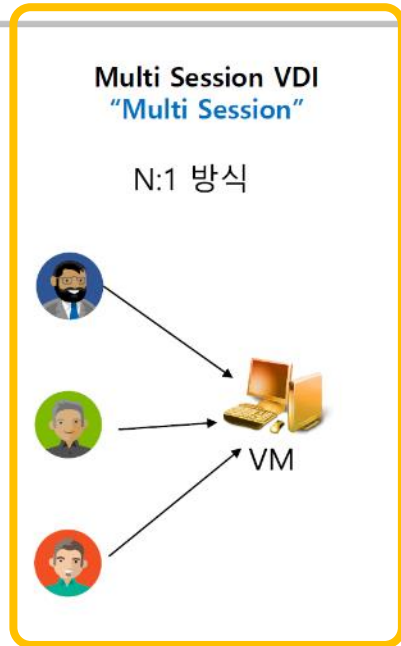 Multi Session VDI
“Multi Session”
N:1 방식
VM